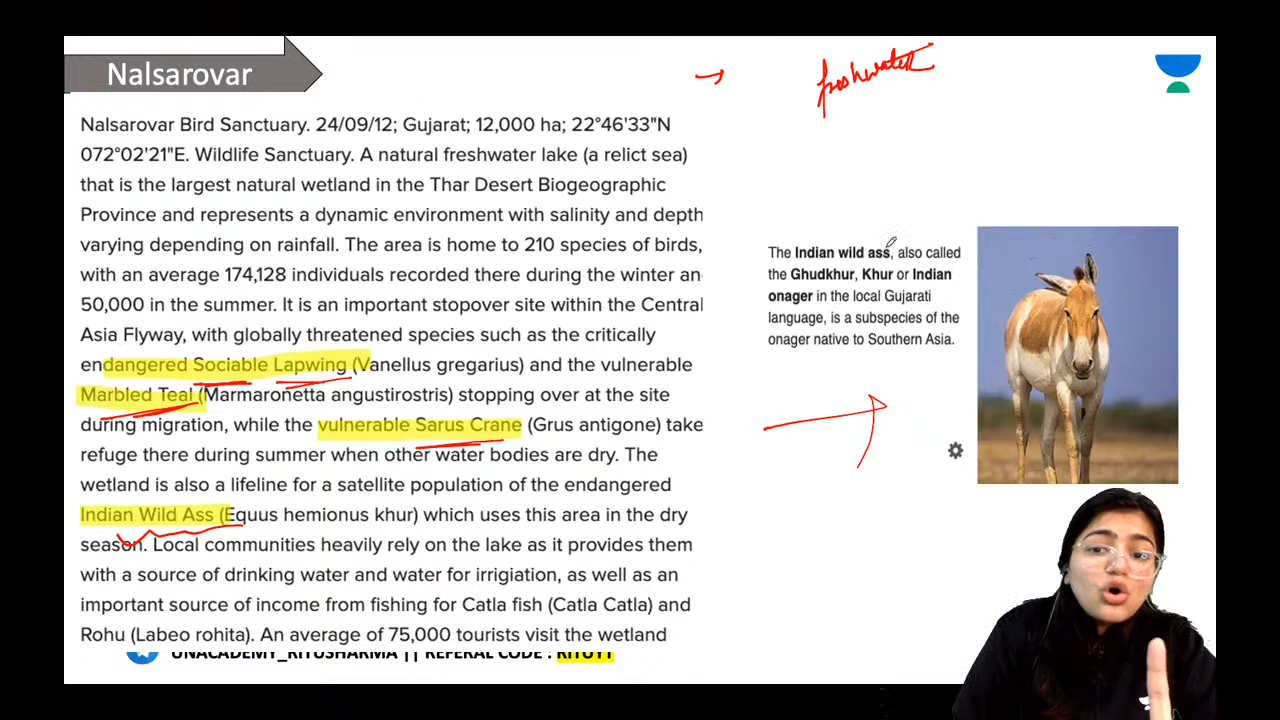 Nalsarovar
freshwater
Nalsarovar Bird Sanctuary. 24/09/12; Gujarat; 12,000 ha; 22°46'33"N
072°02'21"E. Wildlife Sanctuary. A natural freshwater lake (a relict sea)
that is the largest natural wetland in the Thar Desert Biogeographic
Province and represents a dynamic environment with salinity and depth
varying depending on rainfall. The area is home to 210 species of birds,
with an average 174,128 individuals recorded there during the winter an
50,000 in the summer. It is an important stopover site within the Central
Asia Flyway, with globally threatened species such as the critically
endangered Sociable Lapwing (Vanellus gregarius) and the vulnerable
Marbled Teal (Marmaronetta angustirostris) stopping over at the site
during migration, while the vulnerable Sarus Crane (Grus antigone) take
refuge there during summer when other water bodies are dry. The
wetland is also a lifeline for a satellite population of the endangered
Indian Wild Ass (Equus hemionus khur) which uses this area in the dry
season. Local communities heavily rely on the lake as it provides them
with a source of drinking water and water for irrigiation, as well as an
important source of income from fishing for Catla fish (Catla Catla) and
Rohu (Labeo rohita). An average of 75,000 tourists visit the wetland
The Indian wild ass, also called
the Ghudkhur, Khur or Indian
onager in the local Gujarati
language, is a subspecies of the
onager native to Southern Asia.
UNACADEMY_RITUSHARMA || REFERAL CODE :